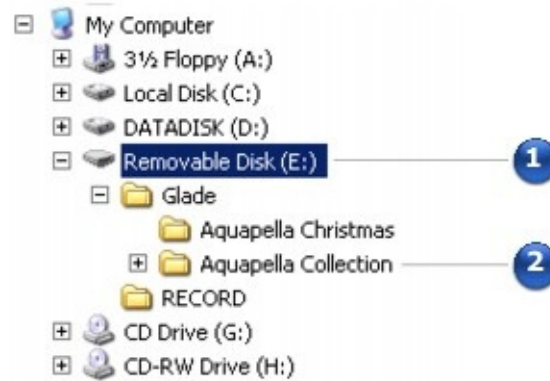 My Computer
3½ Floppy (A:)
Local Disk (C:)
DATADISK (D:)
Removable Disk (E:)
1
Glade
Aquapella Christmas
Aquapella Collection
2
RECORD
CD Drive (G:)
CD-RW Drive (H:)